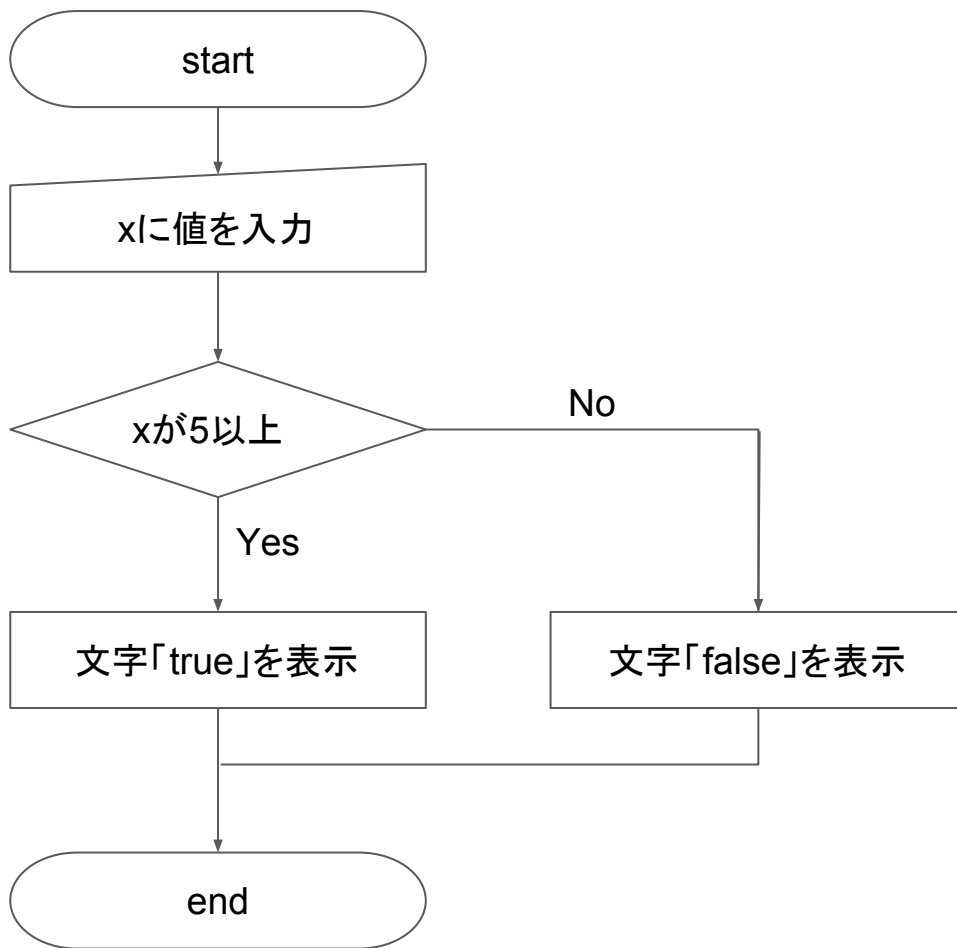 start
xに値を入力
xが5以上
No
Yes
文字「true」を表示
文字「false」を表示
end